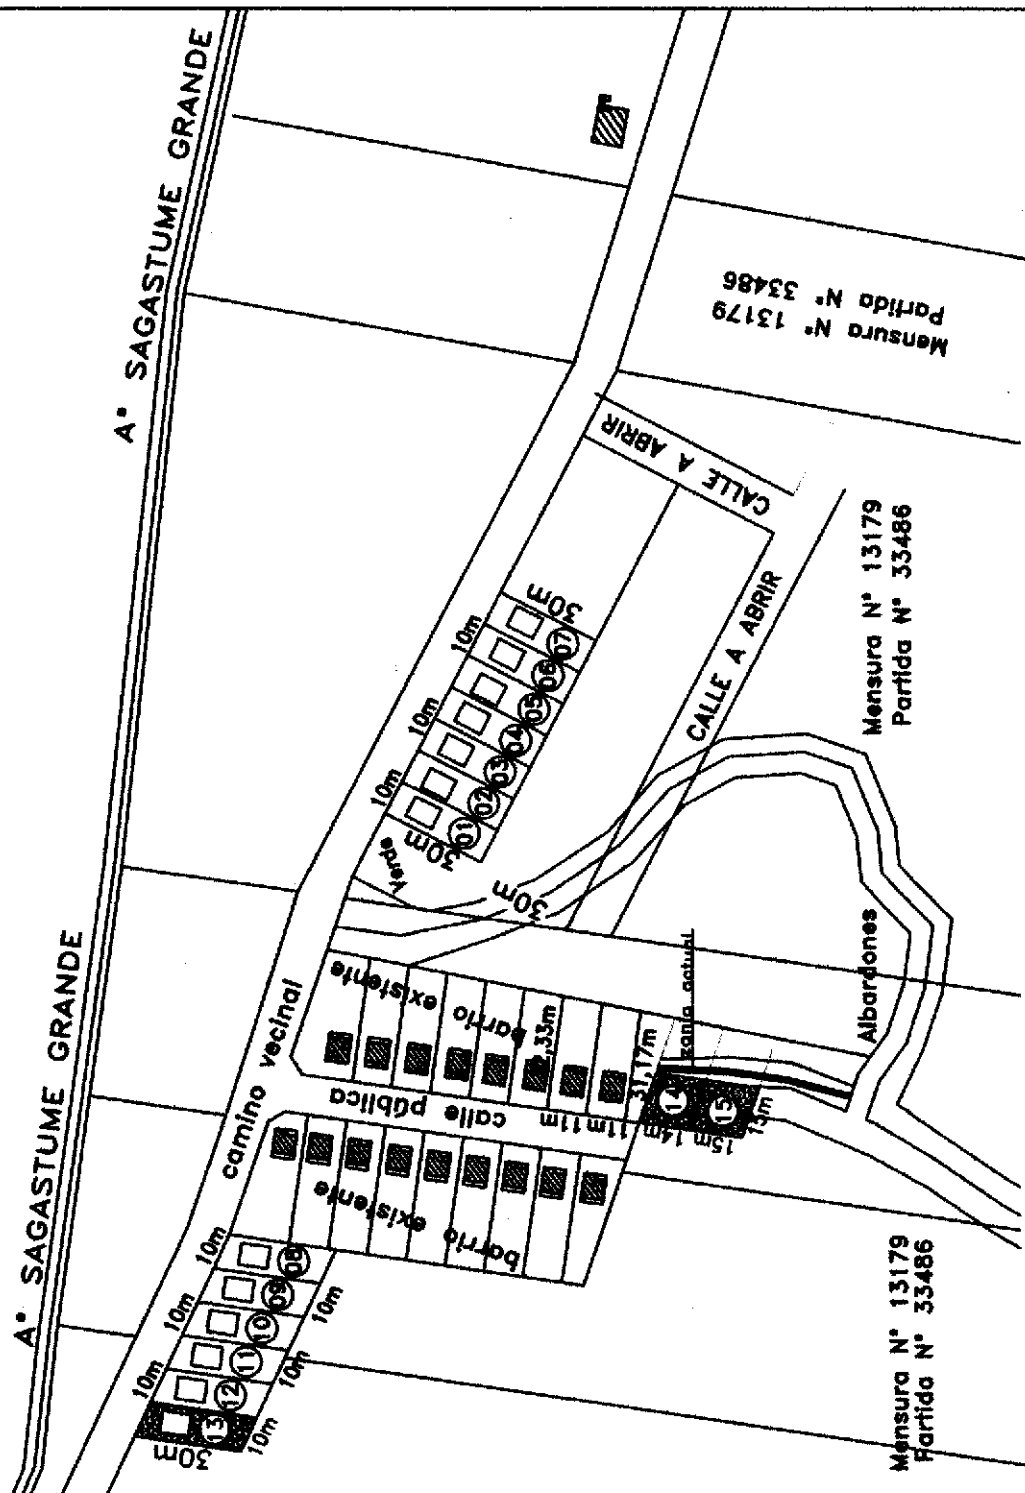 A° SAGASTUME GRANDE
A° SAGASTUME GRANDE
Mensura N° 13179
Partida N° 33486
CALLE A ABRIR
CALLE A ABRIR
Mensura N° 13179
Partida N° 33486
10m
10m
10m
30m
30m
01
02
03
04
05
06
07
Verde
30m
camino vecinal
barrio existente
calle pública
barrio existente
31,17m
11m
11m
11m
14m
15m
13m
14
15
zanja actual
Albardones
10m
10m
10m
08
09
10
11
12
13
10m
10m
10m
30m
Mensura N° 13179
Partida N° 33486